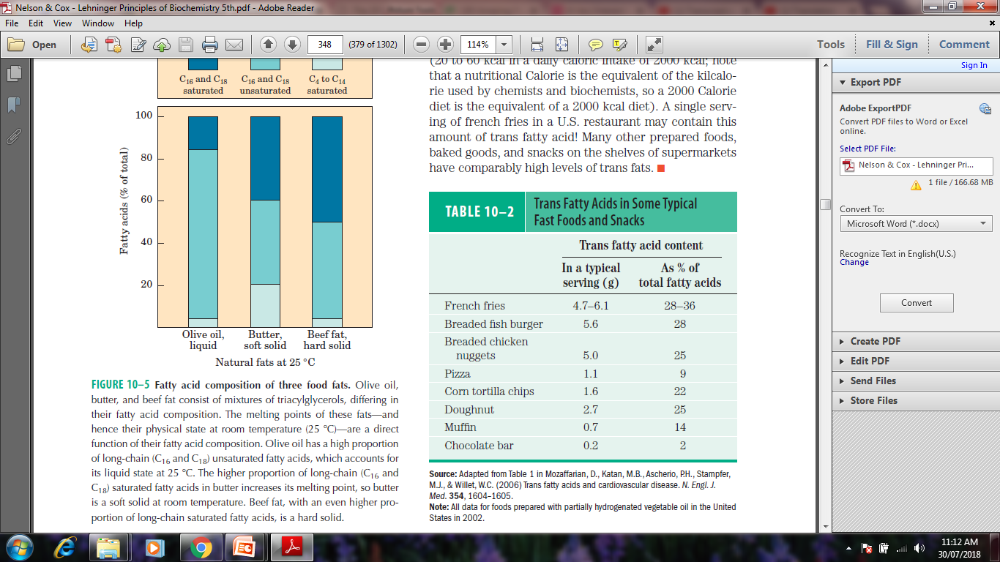 Nelson & Cox - Lehninger Principles of Biochemistry 5th.pdf - Adobe Reader
File Edit View Window Help
Open 348 (379 of 1302) 114% Tools Fill & Sign Comment
C16 and C18 saturated
C16 and C18 unsaturated
C4 to C14 saturated
Fatty acids (% of total)
100
80
60
40
20
Olive oil, liquid
Butter, soft solid
Beef fat, hard solid
Natural fats at 25 °C
FIGURE 10–5 Fatty acid composition of three food fats. Olive oil,
butter, and beef fat consist of mixtures of triacylglycerols, differing in
their fatty acid composition. The melting points of these fats—and
hence their physical state at room temperature (25 °C)—are a direct
function of their fatty acid composition. Olive oil has a high proportion
of long-chain (C16 and C18) unsaturated fatty acids, which accounts for
its liquid state at 25 °C. The higher proportion of long-chain (C16 and
C18) saturated fatty acids in butter increases its melting point, so butter
is a soft solid at room temperature. Beef fat, with an even higher pro-
portion of long-chain saturated fatty acids, is a hard solid.
(20 to 60 kcal in a daily caloric intake of 2000 kcal; note
that a nutritional Calorie is the equivalent of the kilcalo-
rie used by chemists and biochemists, so a 2000 Calorie
diet is the equivalent of a 2000 kcal diet). A single serv-
ing of french fries in a U.S. restaurant may contain this
amount of trans fatty acid! Many other prepared foods,
baked goods, and snacks on the shelves of supermarkets
have comparably high levels of trans fats.
TABLE 10–2 Trans Fatty Acids in Some Typical
Fast Foods and Snacks
Trans fatty acid content
In a typical As % of
serving (g) total fatty acids
French fries 4.7–6.1 28–36
Breaded fish burger 5.6 28
Breaded chicken
nuggets 5.0 25
Pizza 1.1 9
Corn tortilla chips 1.6 22
Doughnut 2.7 25
Muffin 0.7 14
Chocolate bar 0.2 2
Source: Adapted from Table 1 in Mozaffarian, D., Katan, M.B., Ascherio, P.H., Stampfer,
M.J., & Willet, W.C. (2006) Trans fatty acids and cardiovascular disease. N. Engl. J.
Med. 354, 1604–1605.
Note: All data for foods prepared with partially hydrogenated vegetable oil in the United
States in 2002.
Sign In
Export PDF
Adobe ExportPDF
Convert PDF files to Word or Excel
online.
Select PDF File:
Nelson & Cox - Lehninger Pri...
1 file / 166.68 MB
Convert To:
Microsoft Word (*.docx)
Recognize Text in English(U.S.)
Change
Convert
Create PDF
Edit PDF
Send Files
Store Files
11:12 AM
30/07/2018